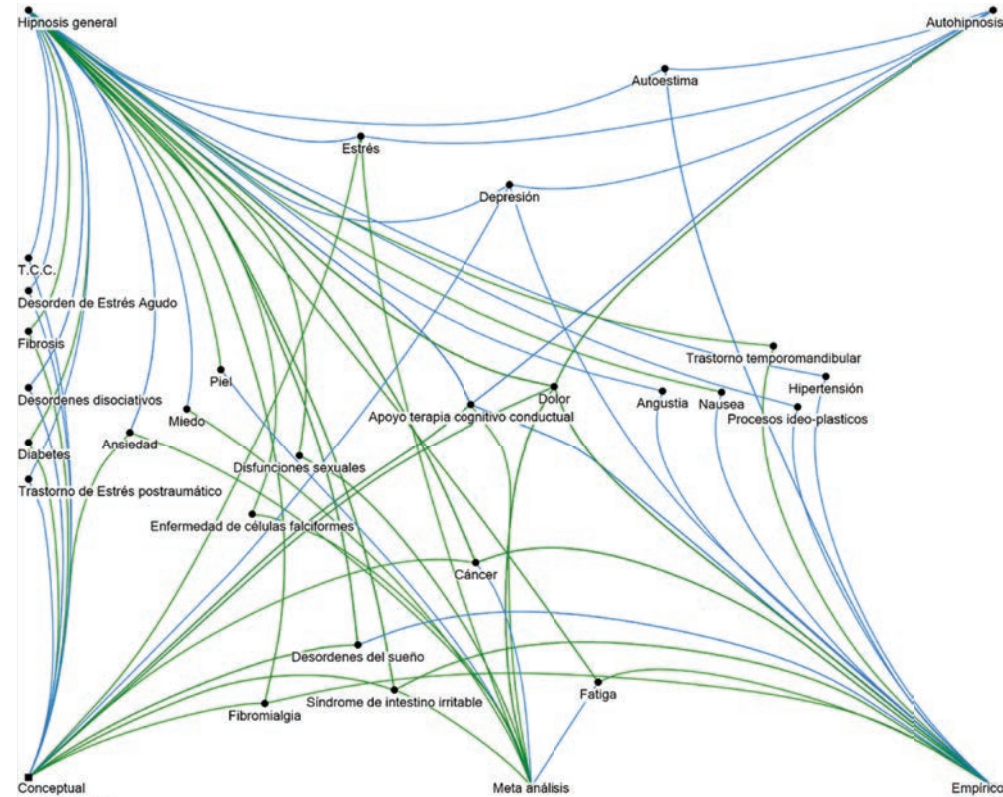 Hipnosis general
Autohipnosis
Autoestima
Estrés
Depresión
T.C.C.
Desorden de Estrés Agudo
Fibrosis
Trastorno temporomandibular
Piel
Hipertensión
Desordenes disociativos
Dolor
Angustia
Nausea
Miedo
Apoyo terapia cognitivo conductual
Procesos ideo-plasticos
Ansiedad
Diabetes
Disfunciones sexuales
Trastorno de Estrés postraumático
Enfermedad de células falciformes
Cáncer
Desordenes del sueño
Síndrome de intestino irritable
Fatiga
Fibromialgia
Conceptual
Meta análisis
Empírico